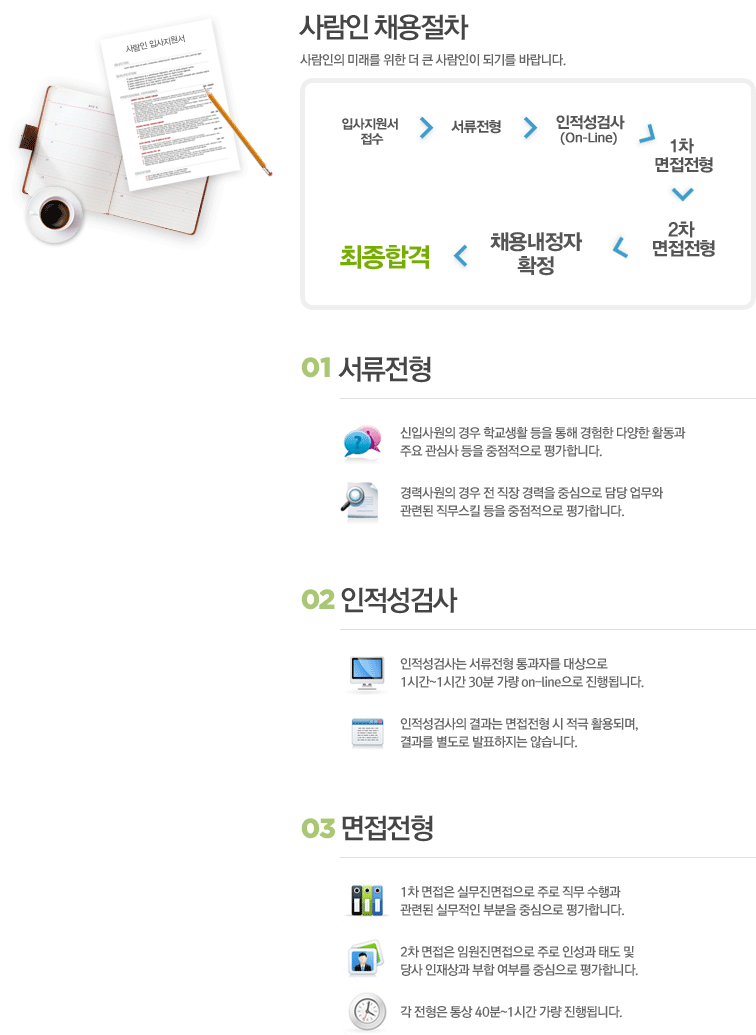 사람인 입사지원서
사람인 채용절차
사람인의 미래를 위한 더 큰 사람인이 되기를 바랍니다.
입사지원서
접수
서류전형
인적성검사
(On-Line)
1차
면접전형
2차
면접전형
채용내정자
확정
최종합격
01 서류전형
신입사원의 경우 학교생활 등을 통해 경험한 다양한 활동과
주요 관심사 등을 중점적으로 평가합니다.
경력사원의 경우 전 직장 경력을 중심으로 담당 업무와
관련된 직무스킬 등을 중점적으로 평가합니다.
02 인적성검사
인적성검사는 서류전형 통과자를 대상으로
1시간~1시간 30분 가량 on-line으로 진행됩니다.
인적성검사의 결과는 면접전형 시 적극 활용되며,
결과를 별도로 발표하지는 않습니다.
03 면접전형
1차 면접은 실무진면접으로 주로 직무 수행과
관련된 실무적인 부분을 중심으로 평가합니다.
2차 면접은 임원진면접으로 주로 인성과 태도 및
당사 인재상과 부합 여부를 중심으로 평가합니다.
각 전형은 통상 40분~1시간 가량 진행됩니다.